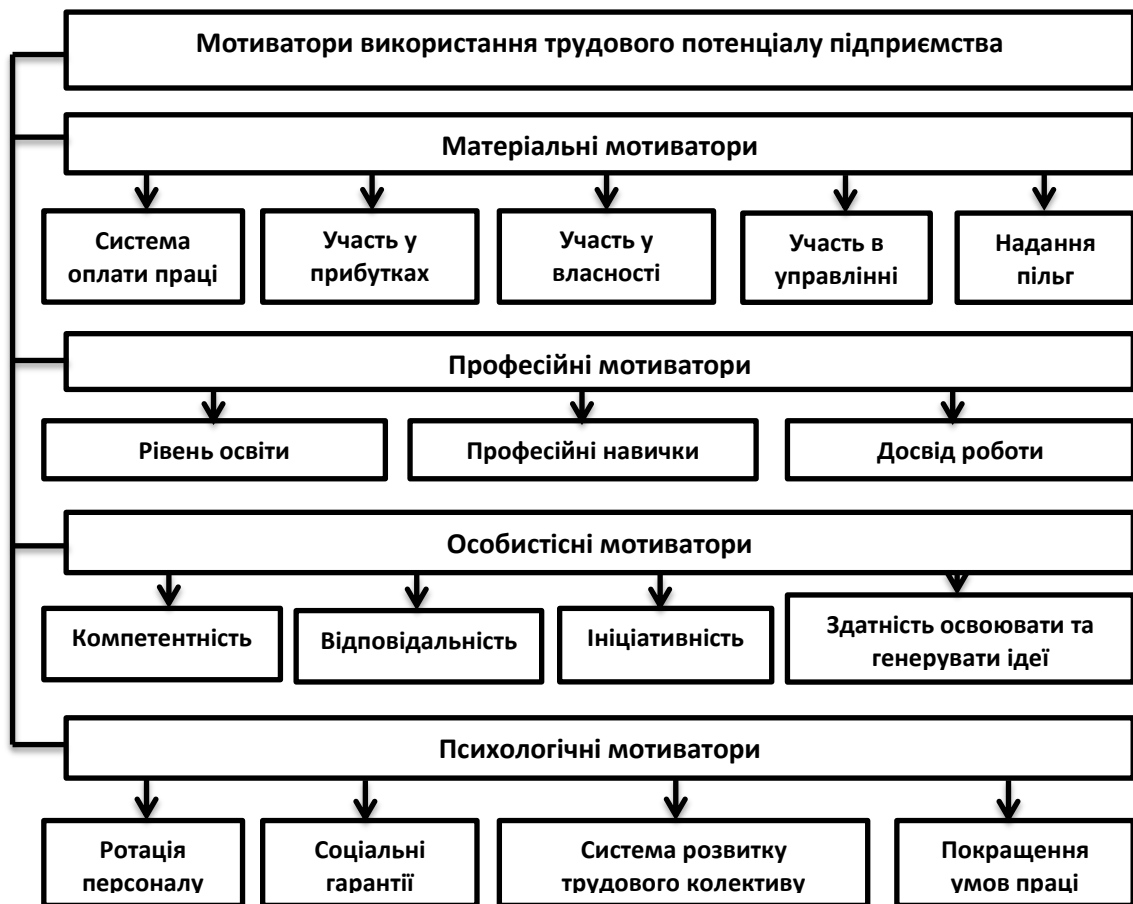 Мотиватори використання трудового потенціалу підприємства
Матеріальні мотиватори
Система
оплати праці
Участь у
прибутках
Участь у
власності
Участь в
управлінні
Надання
пільг
Професійні мотиватори
Рівень освіти
Професійні навички
Досвід роботи
Особистісні мотиватори
Компетентність
Відповідальність
Ініціативність
Здатність освоювати та
генерувати ідеї
Психологічні мотиватори
Ротація
персоналу
Соціальні
гарантії
Система розвитку
трудового колективу
Покращення
умов праці